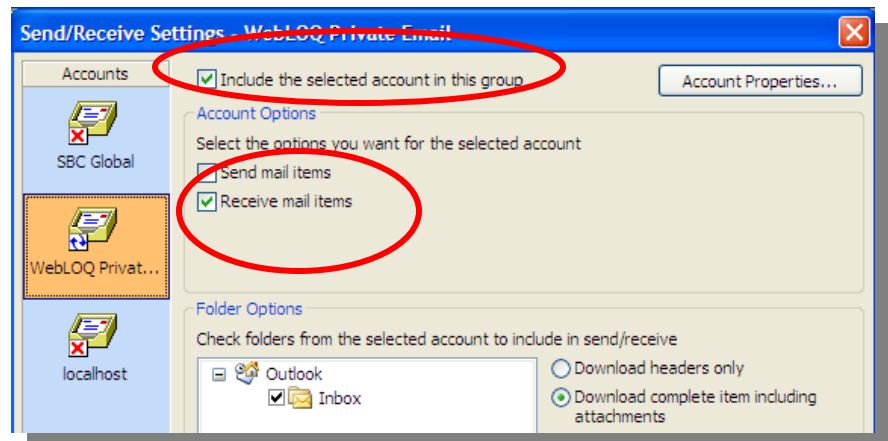 Send/Receive Settings - WebLOQ Private Email
Accounts
Include the selected account in this group
Account Properties...
Account Options
Select the options you want for the selected account
SBC Global
Send mail items
Receive mail items
WebLOQ Privat...
Folder Options
Check folders from the selected account to include in send/receive
localhost
Outlook
Inbox
Download headers only
Download complete item including
attachments